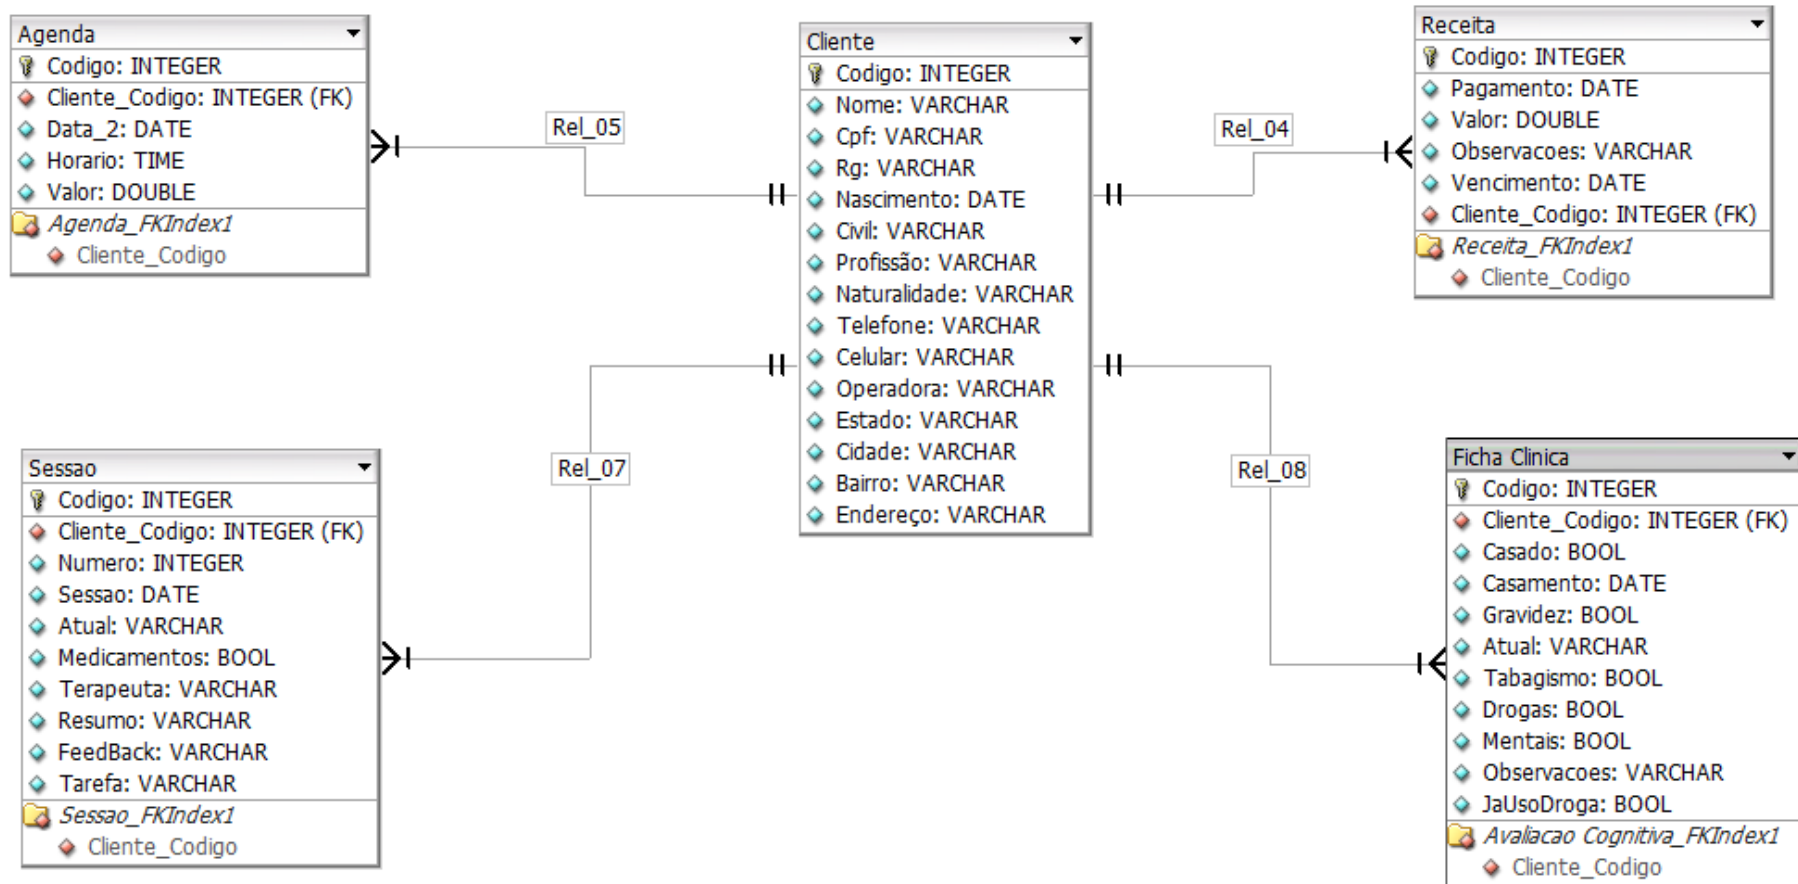 Agenda
Codigo: INTEGER
Cliente_Codigo: INTEGER (FK)
Data_2: DATE
Horario: TIME
Valor: DOUBLE
Agenda_FKIndex1
Cliente_Codigo
Rel_05
Cliente
Codigo: INTEGER
Nome: VARCHAR
Cpf: VARCHAR
Rg: VARCHAR
Nascimento: DATE
Civil: VARCHAR
Profissão: VARCHAR
Naturalidade: VARCHAR
Telefone: VARCHAR
Celular: VARCHAR
Operadora: VARCHAR
Estado: VARCHAR
Cidade: VARCHAR
Bairro: VARCHAR
Endereço: VARCHAR
Rel_04
Receita
Codigo: INTEGER
Pagamento: DATE
Valor: DOUBLE
Observacoes: VARCHAR
Vencimento: DATE
Cliente_Codigo: INTEGER (FK)
Receita_FKIndex1
Cliente_Codigo
Sessao
Codigo: INTEGER
Cliente_Codigo: INTEGER (FK)
Numero: INTEGER
Sessao: DATE
Atual: VARCHAR
Medicamentos: BOOL
Terapeuta: VARCHAR
Resumo: VARCHAR
FeedBack: VARCHAR
Tarefa: VARCHAR
Sessao_FKIndex1
Cliente_Codigo
Rel_07
Rel_08
Ficha Clinica
Codigo: INTEGER
Cliente_Codigo: INTEGER (FK)
Casado: BOOL
Casamento: DATE
Gravidez: BOOL
Atual: VARCHAR
Tabagismo: BOOL
Drogas: BOOL
Mentais: BOOL
Observacoes: VARCHAR
JaUsoDroga: BOOL
Avaliacao Cognitiva_FKIndex1
Cliente_Codigo